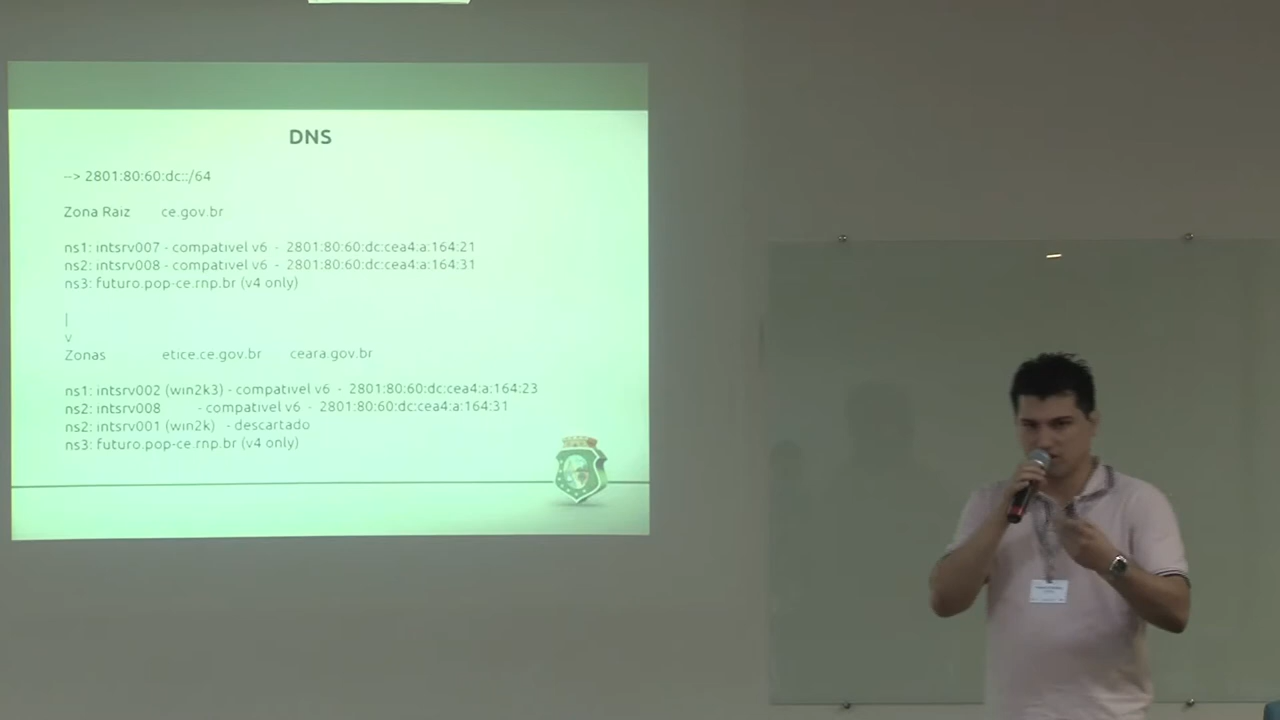 DNS
--> 2801:80:60:dc::/64
Zona Raiz ce.gov.br
ns1: intsrv007 - compativel v6 - 2801:80:60:dc:cea4:a:164:21
ns2: intsrv008 - compativel v6 - 2801:80:60:dc:cea4:a:164:31
ns3: futuro.pop-ce.rnp.br (v4 only)
|
v
Zonas etice.ce.gov.br ceara.gov.br
ns1: intsrv002 (win2k3) - compativel v6 - 2801:80:60:dc:cea4:a:164:23
ns2: intsrv008 - compativel v6 - 2801:80:60:dc:cea4:a:164:31
ns2: intsrv001 (win2k) - descartado
ns3: futuro.pop-ce.rnp.br (v4 only)